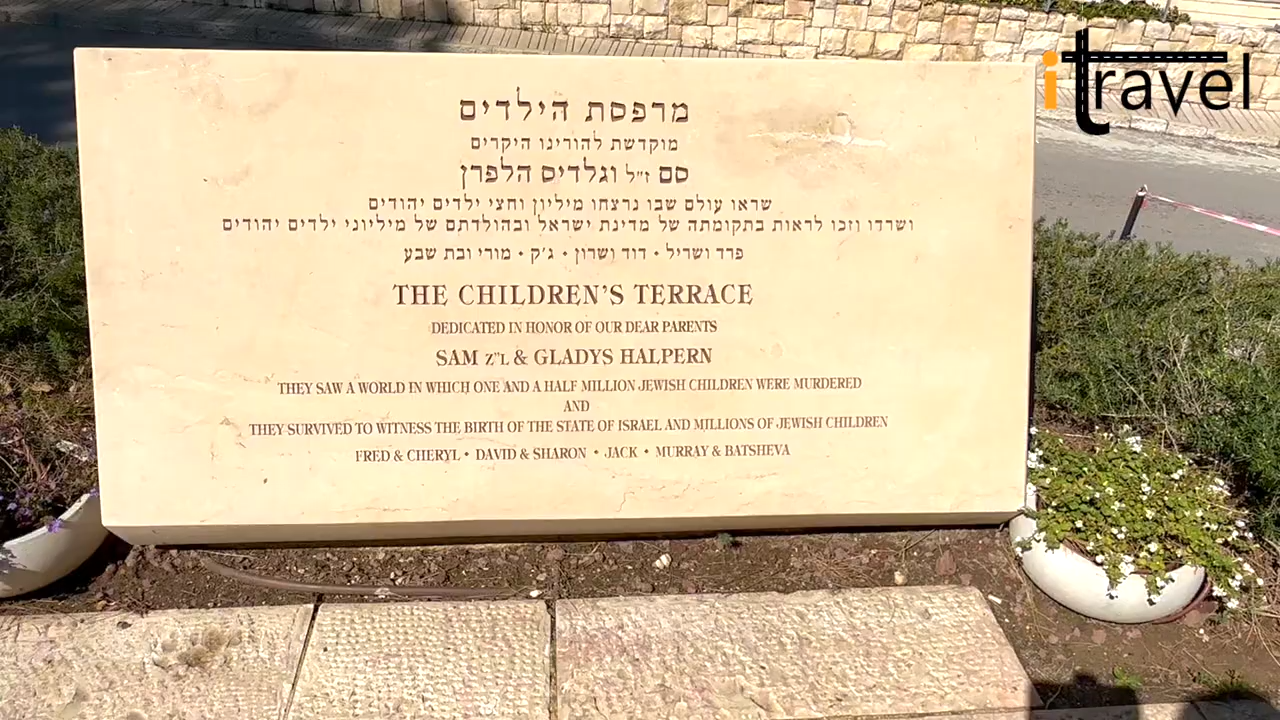 מרפסת הילדים
מוקדשת להורינו היקרים
סם ז"ל וגלדיס הלפרן
שראו עולם שבו נרצחו מיליון וחצי ילדים יהודים
ושרדו וזכו לראות בתקומתה של מדינת ישראל ובהולדתם של מיליוני ילדים יהודים
פרד ושריל • דוד ושרון • ג'ק • מורי ובת שבע
THE CHILDREN'S TERRACE
DEDICATED IN HONOR OF OUR DEAR PARENTS
SAM Z"L & GLADYS HALPERN
THEY SAW A WORLD IN WHICH ONE AND A HALF MILLION JEWISH CHILDREN WERE MURDERED
AND
THEY SURVIVED TO WITNESS THE BIRTH OF THE STATE OF ISRAEL AND MILLIONS OF JEWISH CHILDREN
FRED & CHERYL • DAVID & SHARON • JACK • MURRAY & BATSHEVA
itravel